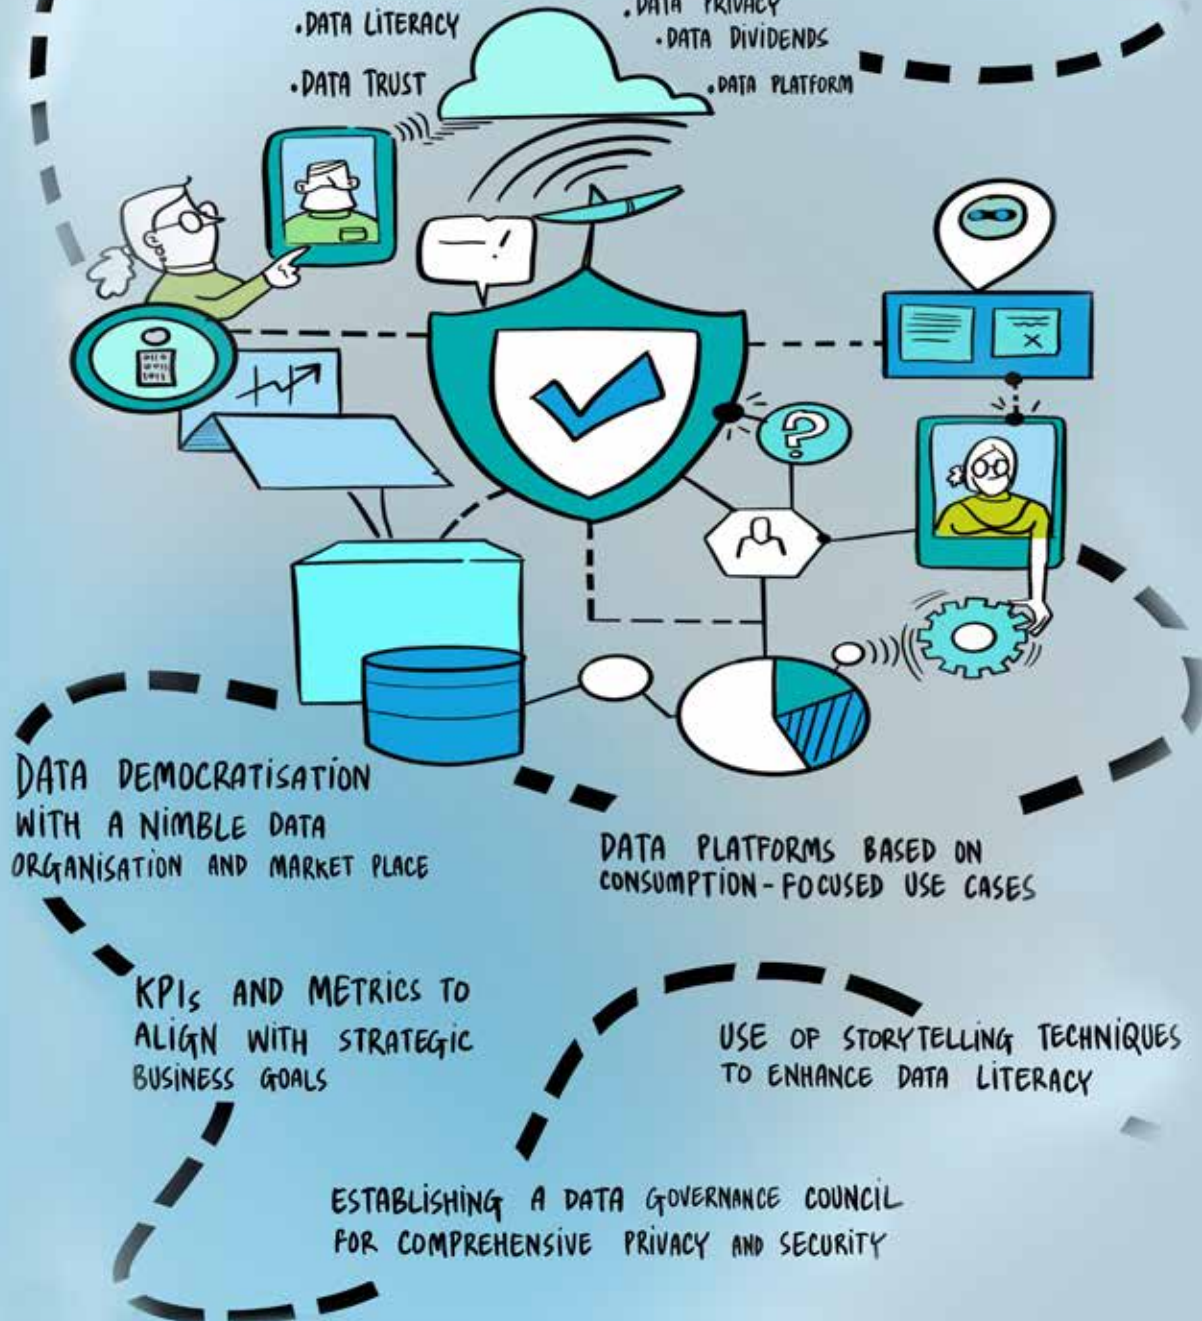 .DATA LITERACY
.DATA PRIVACY
.DATA DIVIDENDS
.DATA TRUST
.DATA PLATFORM
!
?
DATA DEMOCRATISATION
WITH A NIMBLE DATA
ORGANISATION AND MARKET PLACE
DATA PLATFORMS BASED ON
CONSUMPTION-FOCUSED USE CASES
KPIs AND METRICS TO
ALIGN WITH STRATEGIC
BUSINESS GOALS
USE OF STORYTELLING TECHNIQUES
TO ENHANCE DATA LITERACY
ESTABLISHING A DATA GOVERNANCE COUNCIL
FOR COMPREHENSIVE PRIVACY AND SECURITY